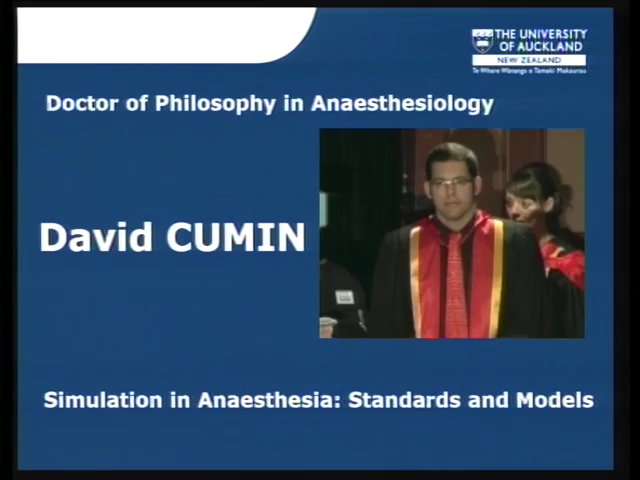 THE UNIVERSITY
OF AUCKLAND
NEW ZEALAND
Te Whare Wānanga o Tāmaki Makaurau
Doctor of Philosophy in Anaesthesiology
David CUMIN
Simulation in Anaesthesia: Standards and Models